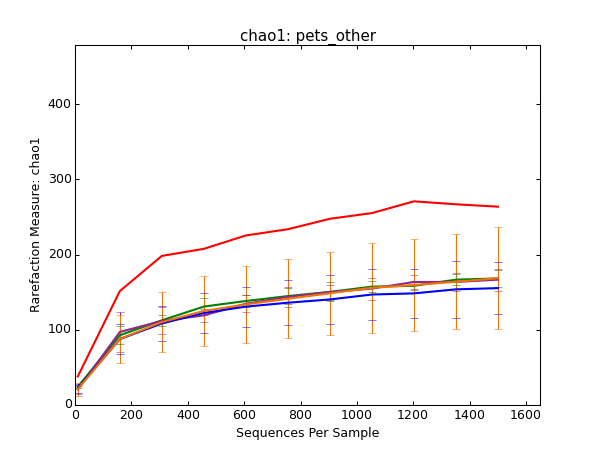 chao1: pets_other
Rarefaction Measure: chao1
400
300
200
100
0
0 200 400 600 800 1000 1200 1400 1600
Sequences Per Sample